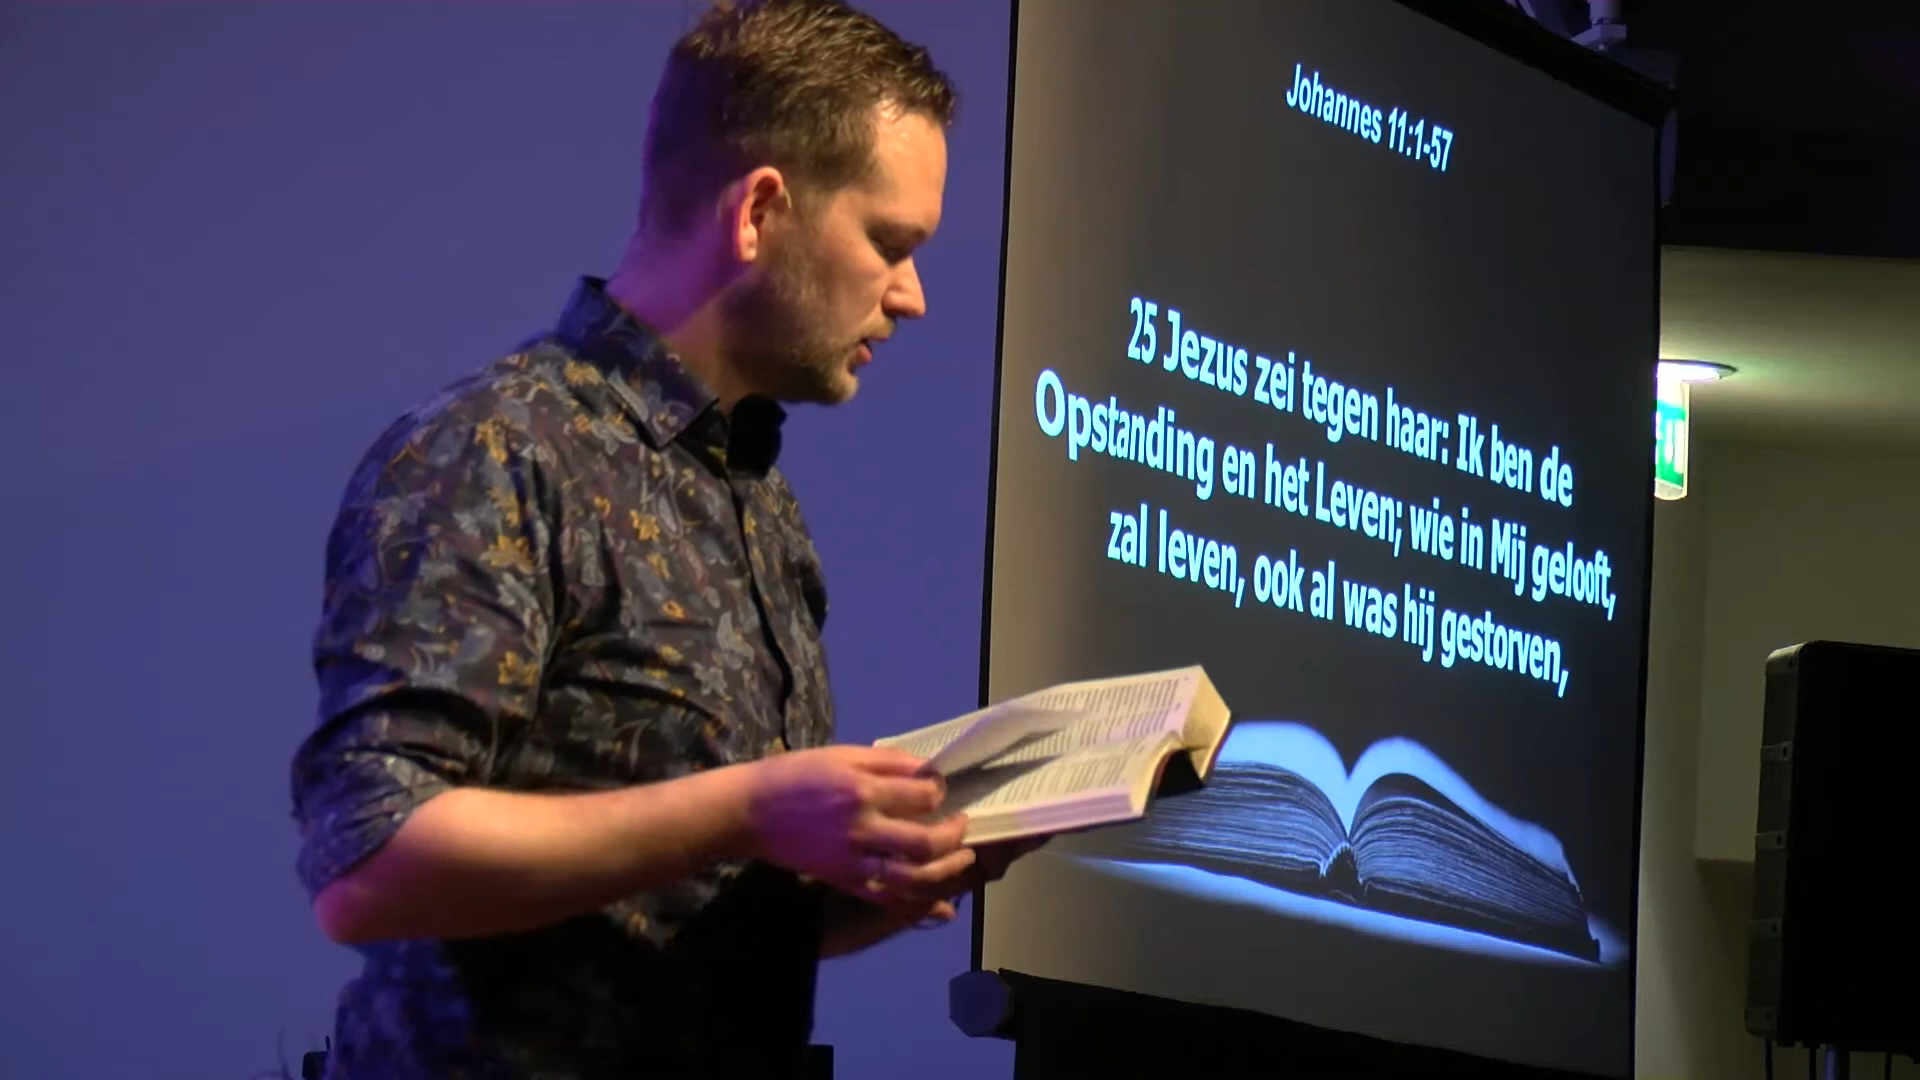 Johannes 11:1-57
25 Jezus zei tegen haar: Ik ben de
Opstanding en het Leven; wie in Mij gelooft,
zal leven, ook al was hij gestorven,